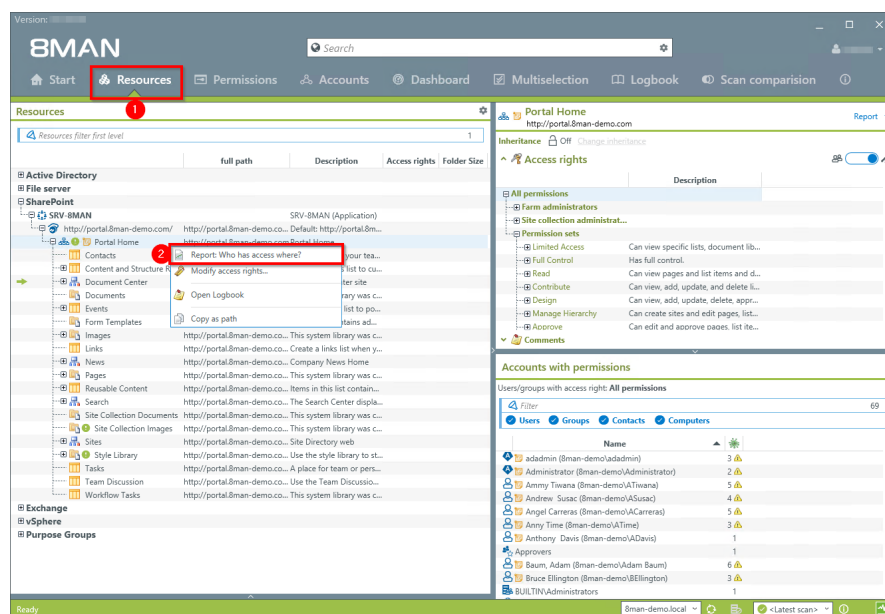 Version:
8MAN
Search
Start Resources Permissions Accounts Dashboard Multiselection Logbook Scan comparision
1
Resources
Resources filter first level 1
full path Description Access rights Folder Size
Active Directory
File server
SharePoint
SRV-8MAN SRV-8MAN (Application)
http://portal.8man-demo.com/ http://portal.8man-demo.co... Default: http://portal.8m...
Portal Home http://portal.8man-demo.com Portal Home
2
Report: Who has access where?
Modify access rights...
Open Logbook
Copy as path
Contacts your tea...
Content and Structure R s list to cu...
Document Center ter site
Documents rary was c...
Events list to po...
Form Templates tains ad...
Images http://portal.8man-demo.co... This system library was c...
Links http://portal.8man-demo.co... Create a links list when y...
News http://portal.8man-demo.co... Company News Home
Pages http://portal.8man-demo.co... This system library was c...
Reusable Content http://portal.8man-demo.co... Items in this list contain...
Search http://portal.8man-demo.co... The Search Center displa...
Site Collection Documents http://portal.8man-demo.co... This system library was c...
Site Collection Images http://portal.8man-demo.co... This system library was c...
Sites http://portal.8man-demo.co... Site Directory web
Style Library http://portal.8man-demo.co... Use the style library to st...
Tasks http://portal.8man-demo.co... A place for team or pers...
Team Discussion http://portal.8man-demo.co... Use the Team Discussio...
Workflow Tasks http://portal.8man-demo.co... This system library was c...
Exchange
vSphere
Purpose Groups
Portal Home
http://portal.8man-demo.com
Report
Inheritance Off Change inheritance
Access rights
Description
All permissions
Farm administrators
Site collection administrat...
Permission sets
Limited Access Can view specific lists, document lib...
Full Control Has full control.
Read Can view pages and list items and d...
Contribute Can view, add, update, and delete li...
Design Can view, add, update, delete, appr...
Manage Hierarchy Can create sites and edit pages, list...
Approve Can edit and approve pages, list ite...
Comments
Accounts with permissions
Users/groups with access right: All permissions
Filter 69
Users Groups Contacts Computers
Name
adadmin (8man-demo\adadmin) 3
Administrator (8man-demo\Administrator) 2
Ammy Tiwana (8man-demo\ATiwana) 5
Andrew Susac (8man-demo\ASusac) 4
Angel Carreras (8man-demo\ACarreras) 5
Anny Time (8man-demo\ATime) 3
Anthony Davis (8man-demo\ADavis) 1
Approvers 1
Baum, Adam (8man-demo\Adam Baum) 6
Bruce Ellington (8man-demo\BEllington) 3
BUILTIN\Administrators 1
Ready
8man-demo.local <Latest scan>